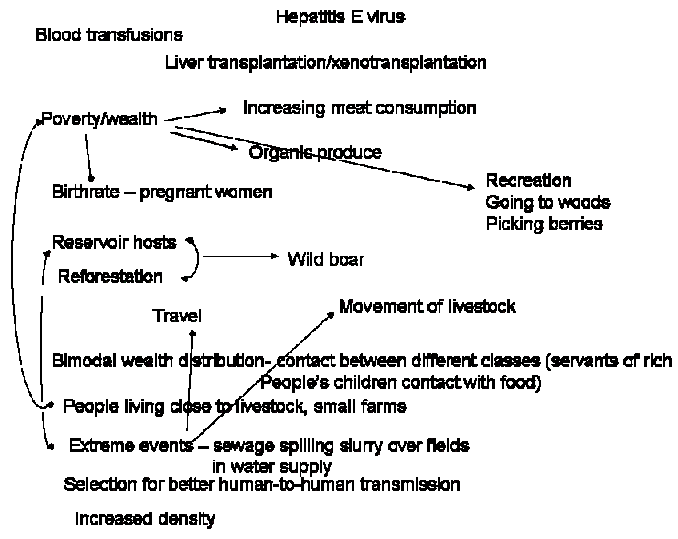 Hepatitis E virus
Blood transfusions
Liver transplantation/xenotransplantation
Poverty/wealth
Increasing meat consumption
Organic produce
Birthrate – pregnant women
Recreation
Going to woods
Picking berries
Reservoir hosts
Reforestation
Wild boar
Travel
Movement of livestock
Bimodal wealth distribution- contact between different classes (servants of rich
People's children contact with food)
People living close to livestock, small farms
Extreme events – sewage spilling slurry over fields
in water supply
Selection for better human-to-human transmission
Increased density